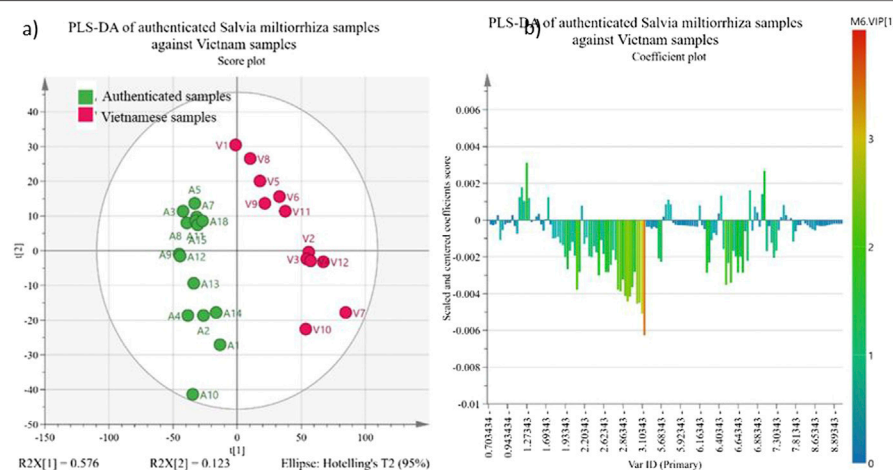 a)
PLS-DA of authenticated Salvia miltiorrhiza samples
against Vietnam samples
Score plot
Authenticated samples
Vietnamese samples
t[2]
40
30
20
10
0
-10
-20
-30
-40
-50
V1
V8
V5
V6
V9
V11
V2
V3
V12
V7
V10
A5
A3
A7
A18
A8
A11
A15
A9
A12
A13
A4
A14
A2
A1
A10
-150
-100
-50
0
50
100
t[1]
R2X[1] = 0.576
R2X[2] = 0.123
Ellipse: Hotelling's T2 (95%)
b)
PLS-DA of authenticated Salvia miltiorrhiza samples
against Vietnam samples
Coefficient plot
Scaled and centered coefficients score
0.006
0.004
0.002
0
-0.002
-0.004
-0.006
-0.008
-0.01
0.703434
0.943434
1.27343
1.69343
1.93343
2.20343
2.62343
2.86343
3.10343
5.68343
5.92343
6.16343
6.40343
6.64343
6.88343
7.30343
7.81343
8.65343
8.89343
Var ID (Primary)
M6.VIP[1
3
2
1
0